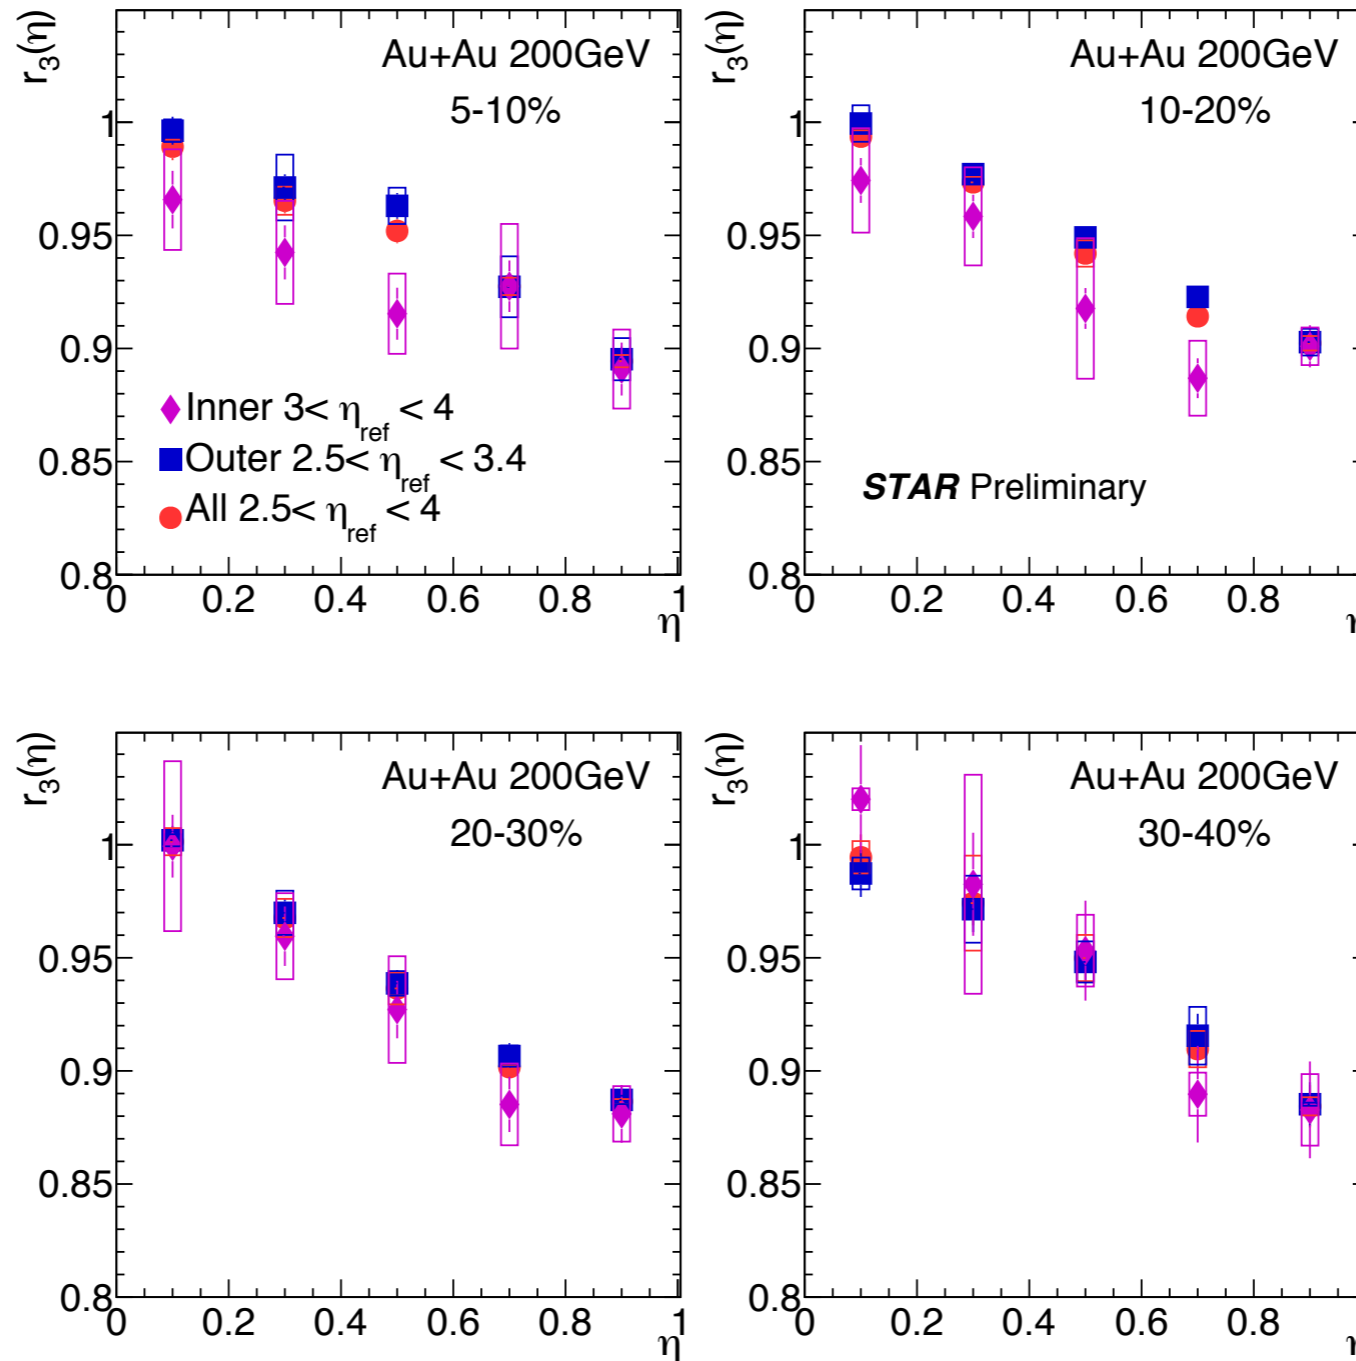 r3(η)
Au+Au 200GeV
5-10%
1
0.95
0.9
0.85
0.8
Inner 3< ηref < 4
Outer 2.5< ηref < 3.4
All 2.5< ηref < 4
0 0.2 0.4 0.6 0.8 1
η
r3(η)
Au+Au 200GeV
10-20%
1
0.95
0.9
0.85
0.8
STAR Preliminary
0 0.2 0.4 0.6 0.8
r3(η)
Au+Au 200GeV
20-30%
1
0.95
0.9
0.85
0.8
0 0.2 0.4 0.6 0.8 1
η
r3(η)
Au+Au 200GeV
30-40%
1
0.95
0.9
0.85
0.8
0 0.2 0.4 0.6 0.8